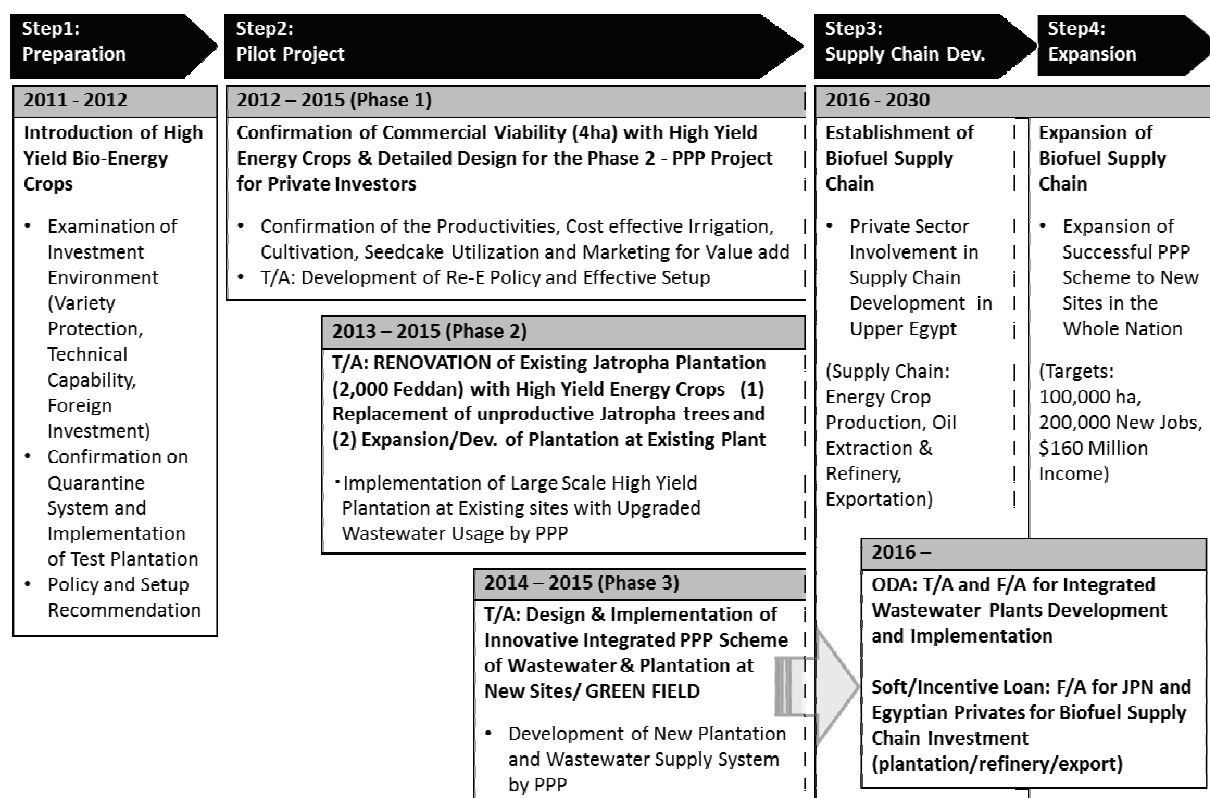 Step1:
Preparation
Step2:
Pilot Project
Step3:
Supply Chain Dev.
Step4:
Expansion
2011 - 2012
Introduction of High
Yield Bio-Energy
Crops
• Examination of
Investment
Environment
(Variety
Protection,
Technical
Capability,
Foreign
Investment)
• Confirmation on
Quarantine
System and
Implementation
of Test Plantation
• Policy and Setup
Recommendation
2012 – 2015 (Phase 1)
Confirmation of Commercial Viability (4ha) with High Yield
Energy Crops & Detailed Design for the Phase 2 - PPP Project
for Private Investors
• Confirmation of the Productivities, Cost effective Irrigation,
Cultivation, Seedcake Utilization and Marketing for Value add
• T/A: Development of Re-E Policy and Effective Setup
2013 – 2015 (Phase 2)
T/A: RENOVATION of Existing Jatropha Plantation
(2,000 Feddan) with High Yield Energy Crops (1)
Replacement of unproductive Jatropha trees and
(2) Expansion/Dev. of Plantation at Existing Plant
・Implementation of Large Scale High Yield
Plantation at Existing sites with Upgraded
Wastewater Usage by PPP
2014 – 2015 (Phase 3)
T/A: Design & Implementation of
Innovative Integrated PPP Scheme
of Wastewater & Plantation at
New Sites/ GREEN FIELD
• Development of New Plantation
and Wastewater Supply System
by PPP
2016 - 2030
Establishment of
Biofuel Supply
Chain
• Private Sector
Involvement in
Supply Chain
Development in
Upper Egypt
(Supply Chain:
Energy Crop
Production, Oil
Extraction &
Refinery,
Exportation)
Expansion of
Biofuel Supply
Chain
• Expansion of
Successful PPP
Scheme to New
Sites in the
Whole Nation
(Targets:
100,000 ha,
200,000 New Jobs,
$160 Million
Income)
2016 –
ODA: T/A and F/A for Integrated
Wastewater Plants Development
and Implementation
Soft/Incentive Loan: F/A for JPN and
Egyptian Privates for Biofuel Supply
Chain Investment
(plantation/refinery/export)